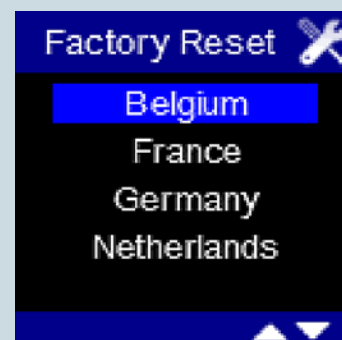 Factory Reset
Belgium
France
Germany
Netherlands